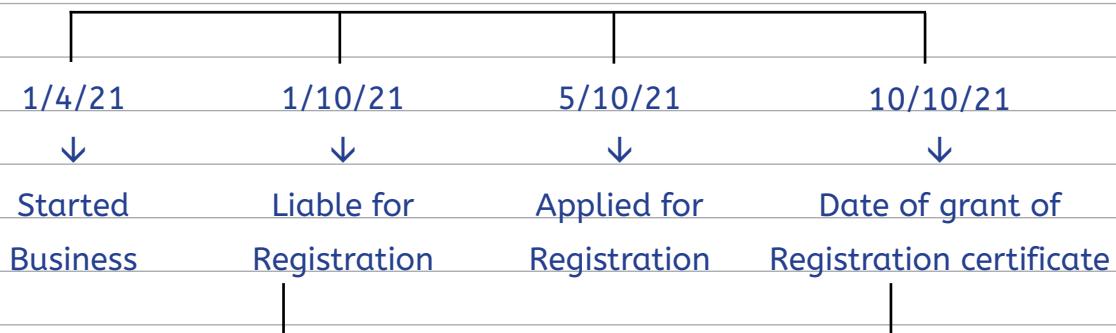 1/4/21 1/10/21 5/10/21 10/10/21
↓ ↓ ↓ ↓
Started Liable for Applied for Date of grant of
Business Registration Registration Registration certificate